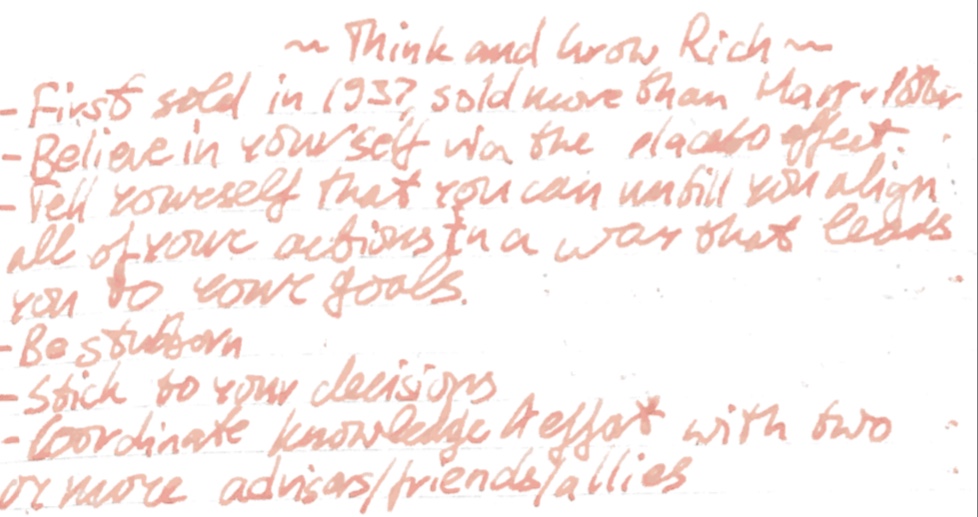 ~ Think and Grow Rich ~
- First sold in 1937, sold more than Harry Potter
- Believe in yourself via the placebo effect.
- Tell yourself that you can untill you align
all of your actions in a way that leads
you to your goals.
- Be stubborn
- Stick to your decisions
- Coordinate knowledge & effort with two
or more advisors/friends/allies